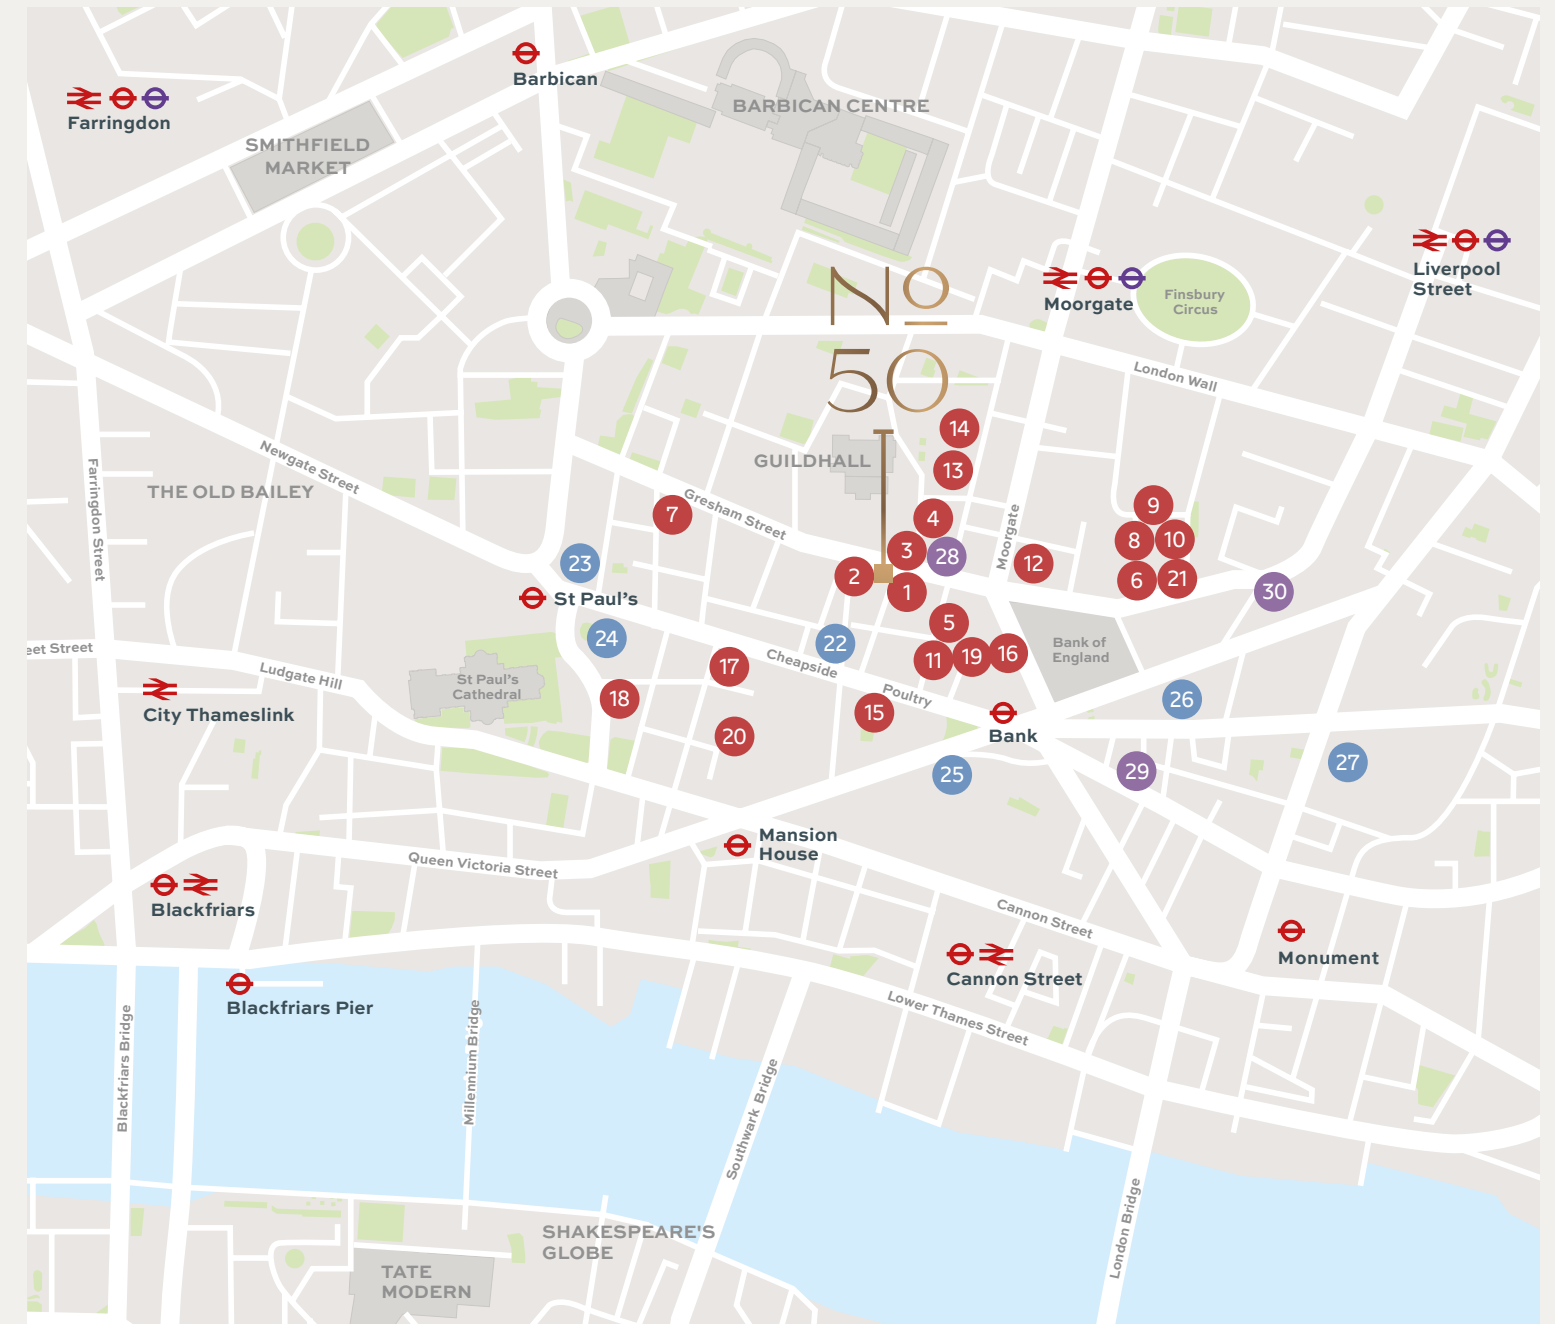 Barbican
Farringdon
BARBICAN CENTRE
SMITHFIELD
MARKET
Liverpool
Street
Moorgate
Finsbury
Circus
Nº
50
London Wall
14
GUILDHALL
13
Newgate Street
THE OLD BAILEY
Farringdon Street
Gresham Street
7
4
Moorgate
9
8
10
3
28
12
23
2
1
6
21
30
St Paul's
24
22
5
Bank of
England
eet Street
Ludgate Hill
St Paul's
Cathedral
17
Cheapside
11
19
16
18
Poultry
26
City Thameslink
15
20
Bank
25
29
27
Mansion
House
Queen Victoria Street
Blackfriars
Cannon Street
Monument
Cannon Street
Blackfriars Pier
Lower Thames Street
Blackfriars Bridge
Millennium Bridge
Southwark Bridge
London Bridge
SHAKESPEARE'S
GLOBE
TATE
MODERN